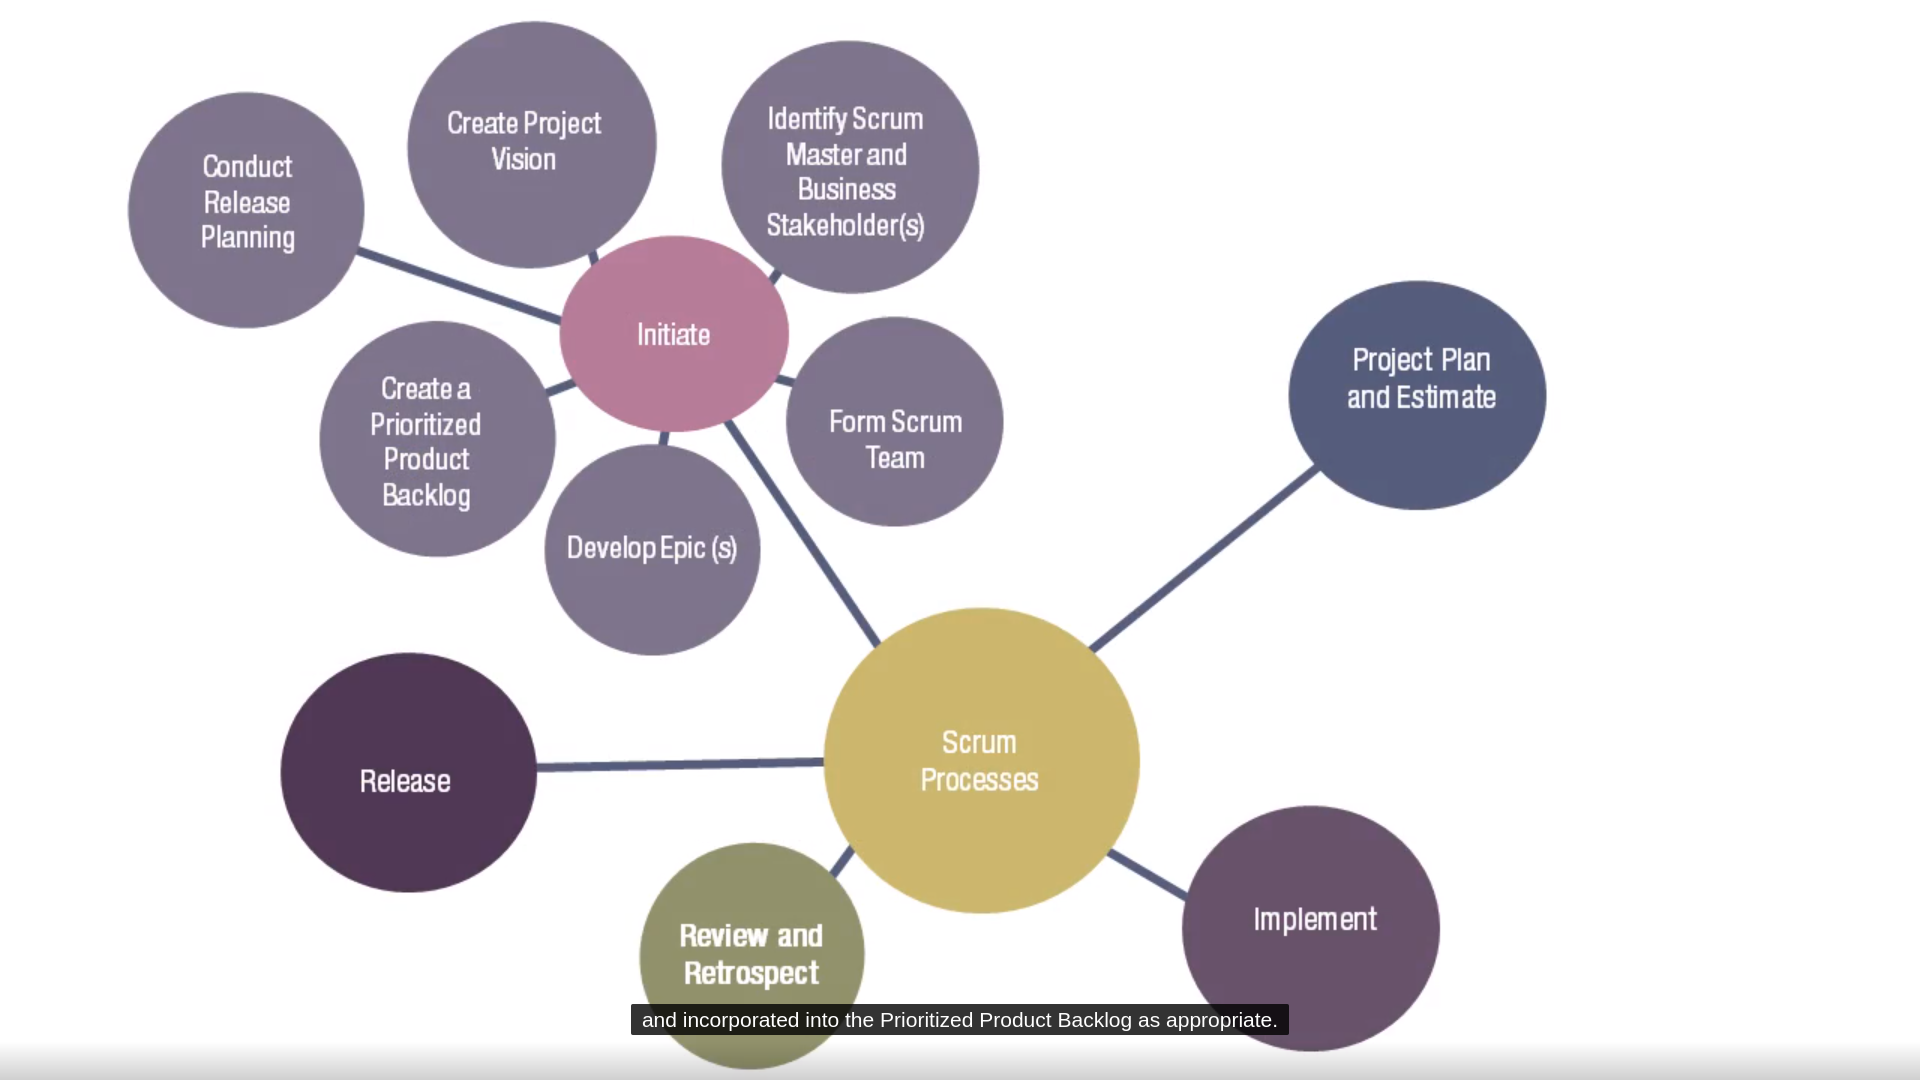 Create Project
Vision
Identify Scrum
Master and
Business
Stakeholder(s)
Conduct
Release
Planning
Initiate
Create a
Prioritized
Product
Backlog
Form Scrum
Team
Develop Epic (s)
Project Plan
and Estimate
Scrum
Processes
Release
Implement
Review and
Retrospect
and incorporated into the Prioritized Product Backlog as appropriate.